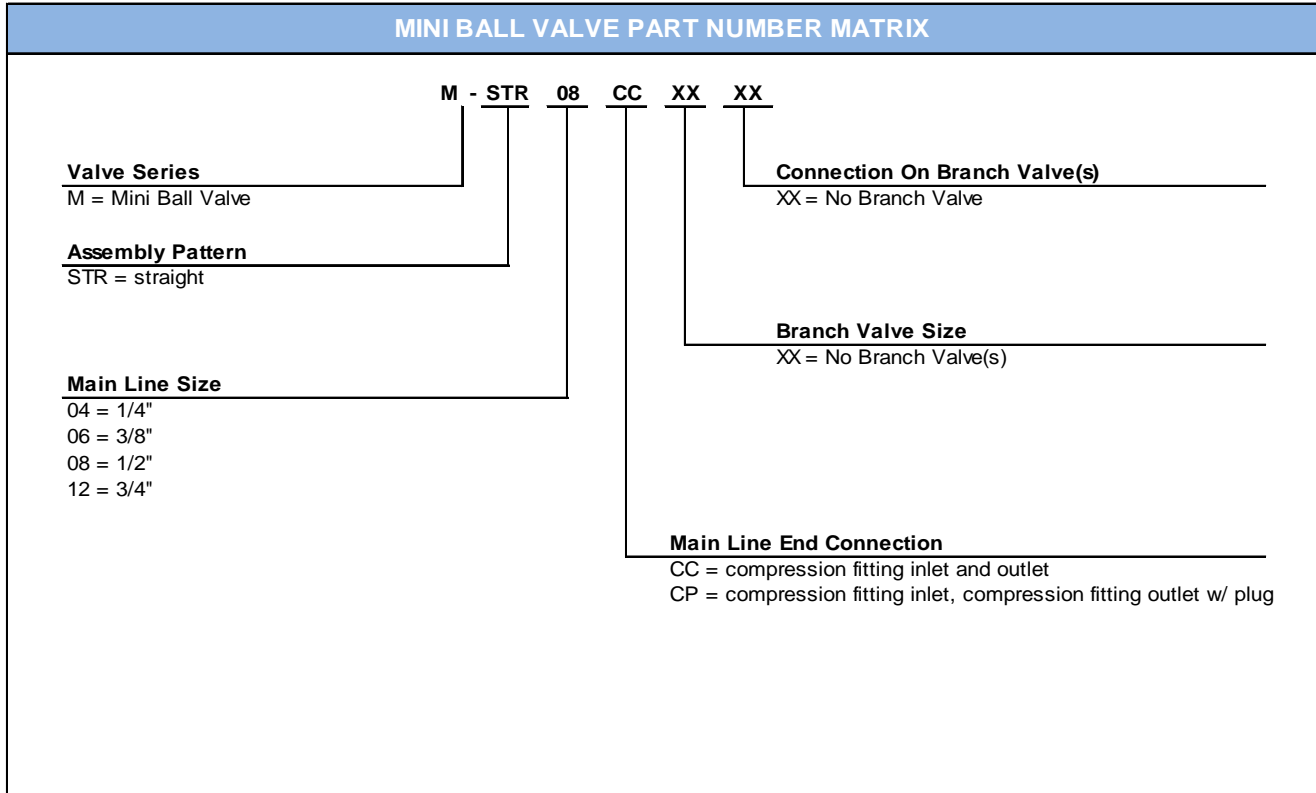 MINI BALL VALVE PART NUMBER MATRIX
M - STR 08 CC XX XX
Valve Series
M = Mini Ball Valve
Connection On Branch Valve(s)
XX = No Branch Valve
Assembly Pattern
STR = straight
Branch Valve Size
XX = No Branch Valve(s)
Main Line Size
04 = 1/4"
06 = 3/8"
08 = 1/2"
12 = 3/4"
Main Line End Connection
CC = compression fitting inlet and outlet
CP = compression fitting inlet, compression fitting outlet w/ plug